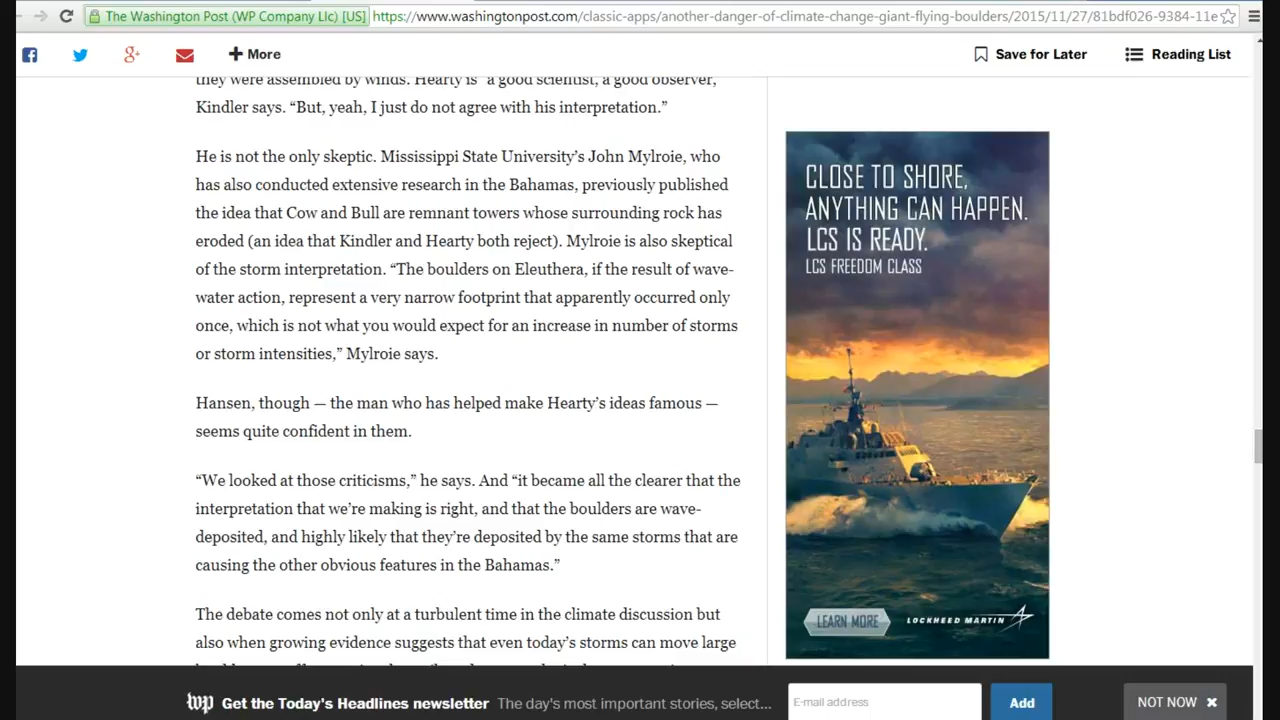 The Washington Post (WP Company Llc) [US] https://www.washingtonpost.com/classic-apps/another-danger-of-climate-change-giant-flying-boulders/2015/11/27/81bdf026-9384-11e
g+ More Save for Later Reading List
they were assembled by winds. Hearty is “a good scientist, a good observer,”
Kindler says. “But, yeah, I just do not agree with his interpretation.”
He is not the only skeptic. Mississippi State University’s John Mylroie, who
has also conducted extensive research in the Bahamas, previously published
the idea that Cow and Bull are remnant towers whose surrounding rock has
eroded (an idea that Kindler and Hearty both reject). Mylroie is also skeptical
of the storm interpretation. “The boulders on Eleuthera, if the result of wave-
water action, represent a very narrow footprint that apparently occurred only
once, which is not what you would expect for an increase in number of storms
or storm intensities,” Mylroie says.
Hansen, though — the man who has helped make Hearty’s ideas famous —
seems quite confident in them.
“We looked at those criticisms,” he says. And “it became all the clearer that the
interpretation that we’re making is right, and that the boulders are wave-
deposited, and highly likely that they’re deposited by the same storms that are
causing the other obvious features in the Bahamas.”
The debate comes not only at a turbulent time in the climate discussion but
also when growing evidence suggests that even today’s storms can move large
CLOSE TO SHORE,
ANYTHING CAN HAPPEN.
LCS IS READY.
LCS FREEDOM CLASS
LEARN MORE LOCKHEED MARTIN
wp Get the Today's Headlines newsletter The day's most important stories, select... E-mail address Add NOT NOW ×